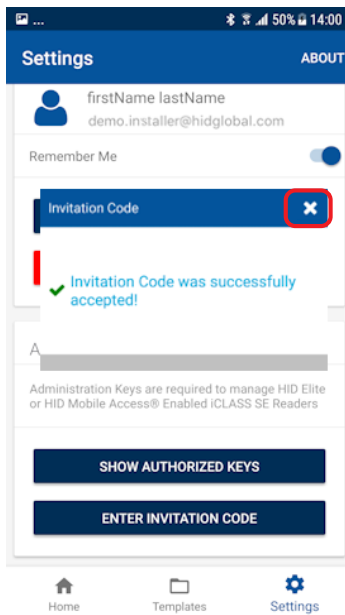 ... 50% 14:00
Settings ABOUT
firstName lastName
demo.installer@hidglobal.com
Remember Me
Invitation Code
Invitation Code was successfully
accepted!
A
Administration Keys are required to manage HID Elite
or HID Mobile Access® Enabled iCLASS SE Readers
SHOW AUTHORIZED KEYS
ENTER INVITATION CODE
Home Templates Settings